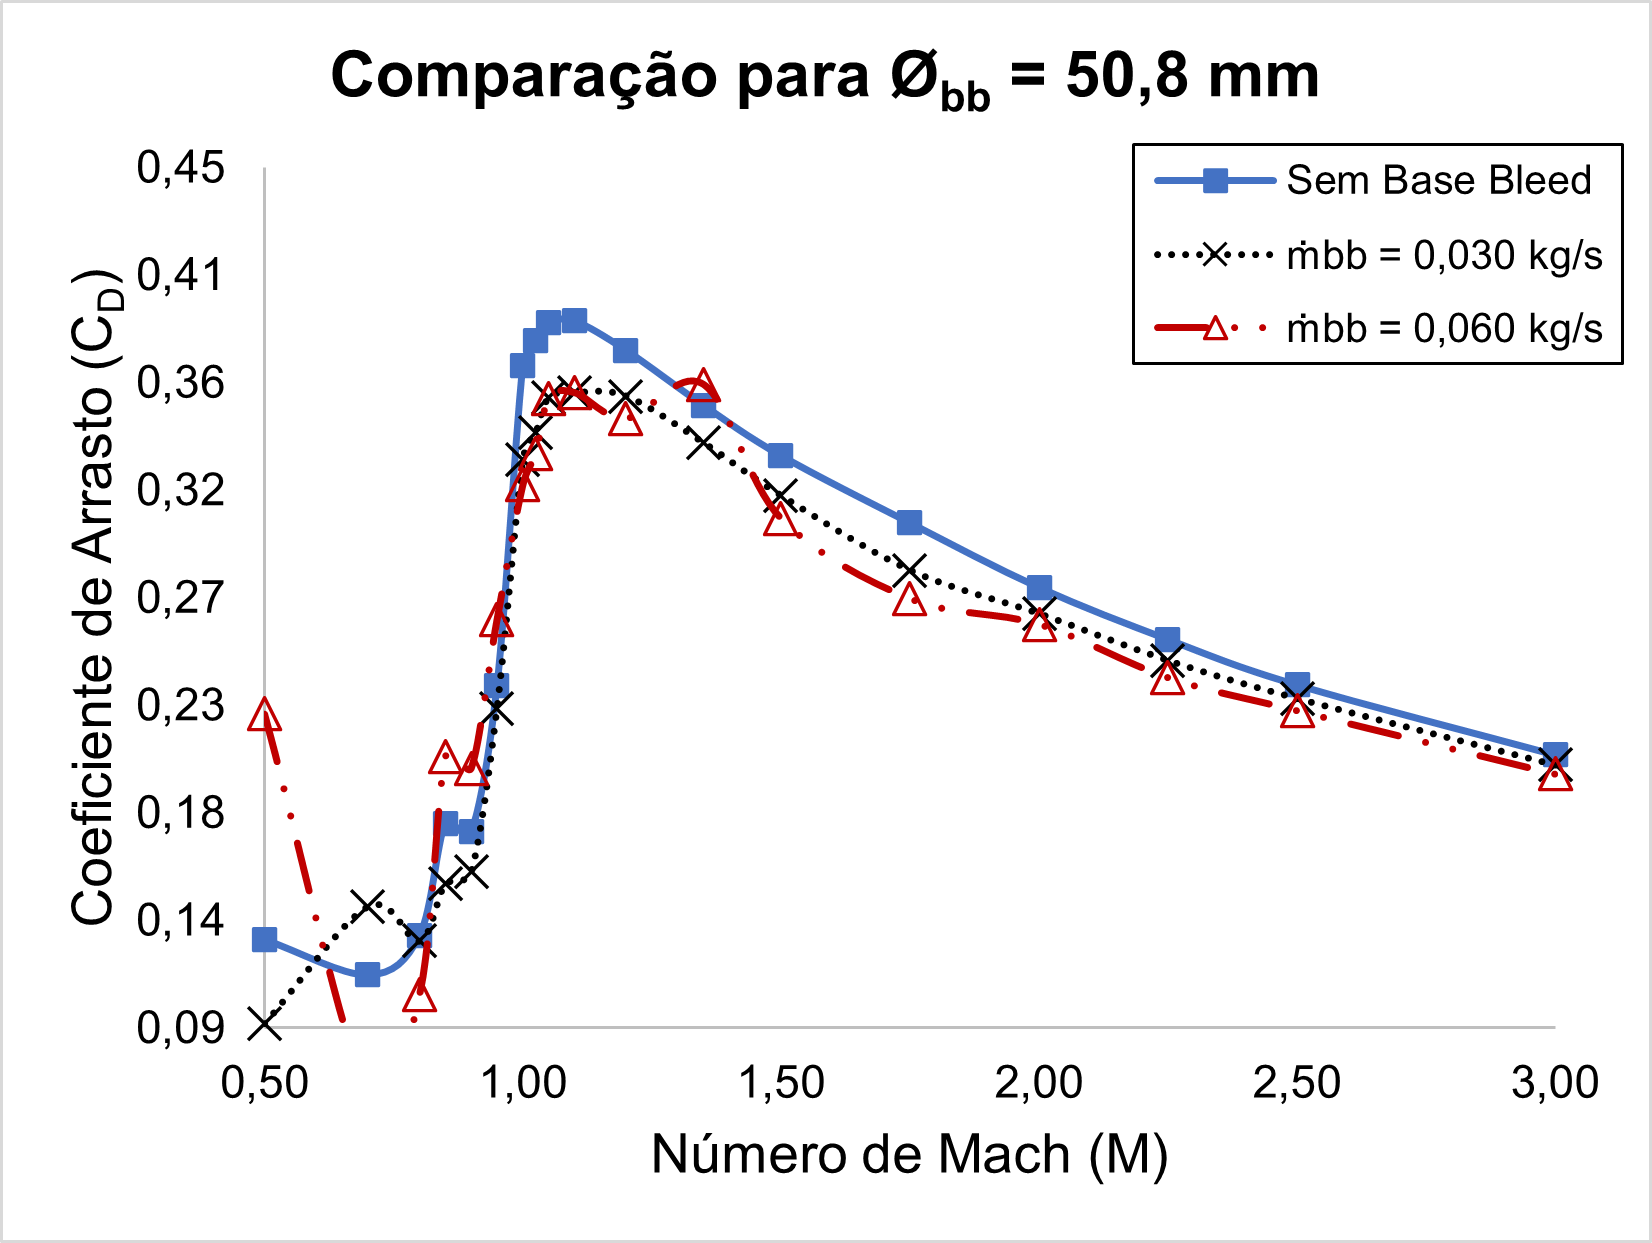 Comparação para Øbb = 50,8 mm
Sem Base Bleed
ṁbb = 0,030 kg/s
ṁbb = 0,060 kg/s
Coeficiente de Arrasto (CD)
0,45
0,41
0,36
0,32
0,27
0,23
0,18
0,14
0,09
0,50 1,00 1,50 2,00 2,50 3,00
Número de Mach (M)